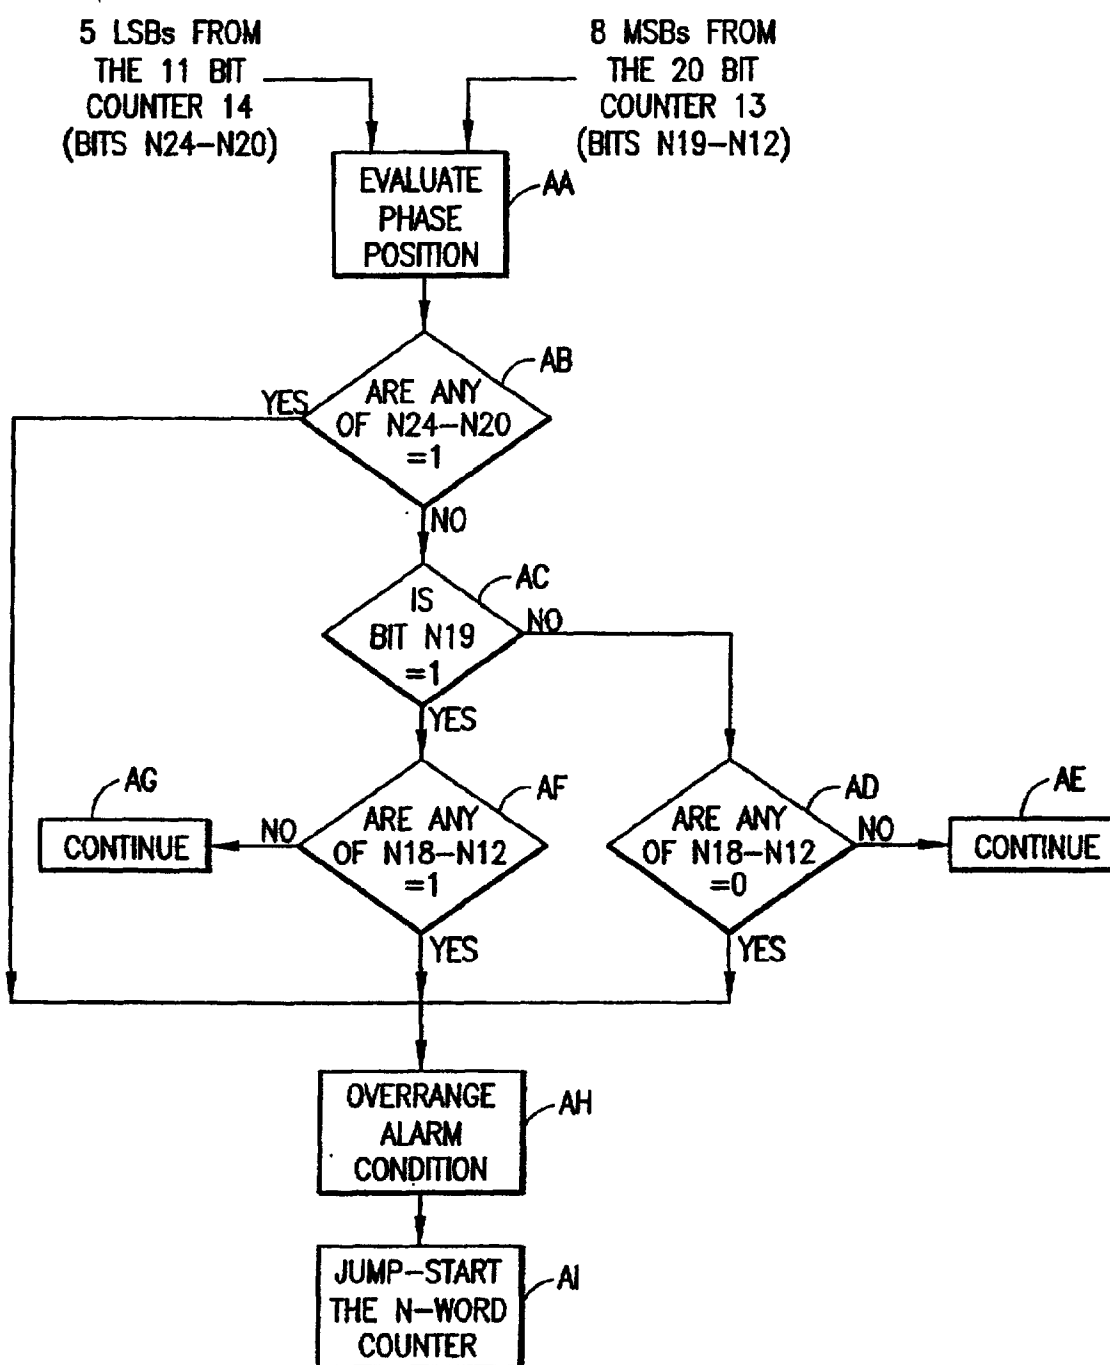 5 LSBs FROM
THE 11 BIT
COUNTER 14
(BITS N24-N20)
8 MSBs FROM
THE 20 BIT
COUNTER 13
(BITS N19-N12)
EVALUATE
PHASE
POSITION
AA
ARE ANY
OF N24-N20
=1
AB
YES
NO
IS
BIT N19
=1
AC
NO
YES
AG
CONTINUE
NO
ARE ANY
OF N18-N12
=1
AF
YES
ARE ANY
OF N18-N12
=0
AD
NO
YES
AE
CONTINUE
OVERRANGE
ALARM
CONDITION
AH
JUMP-START
THE N-WORD
COUNTER
AI